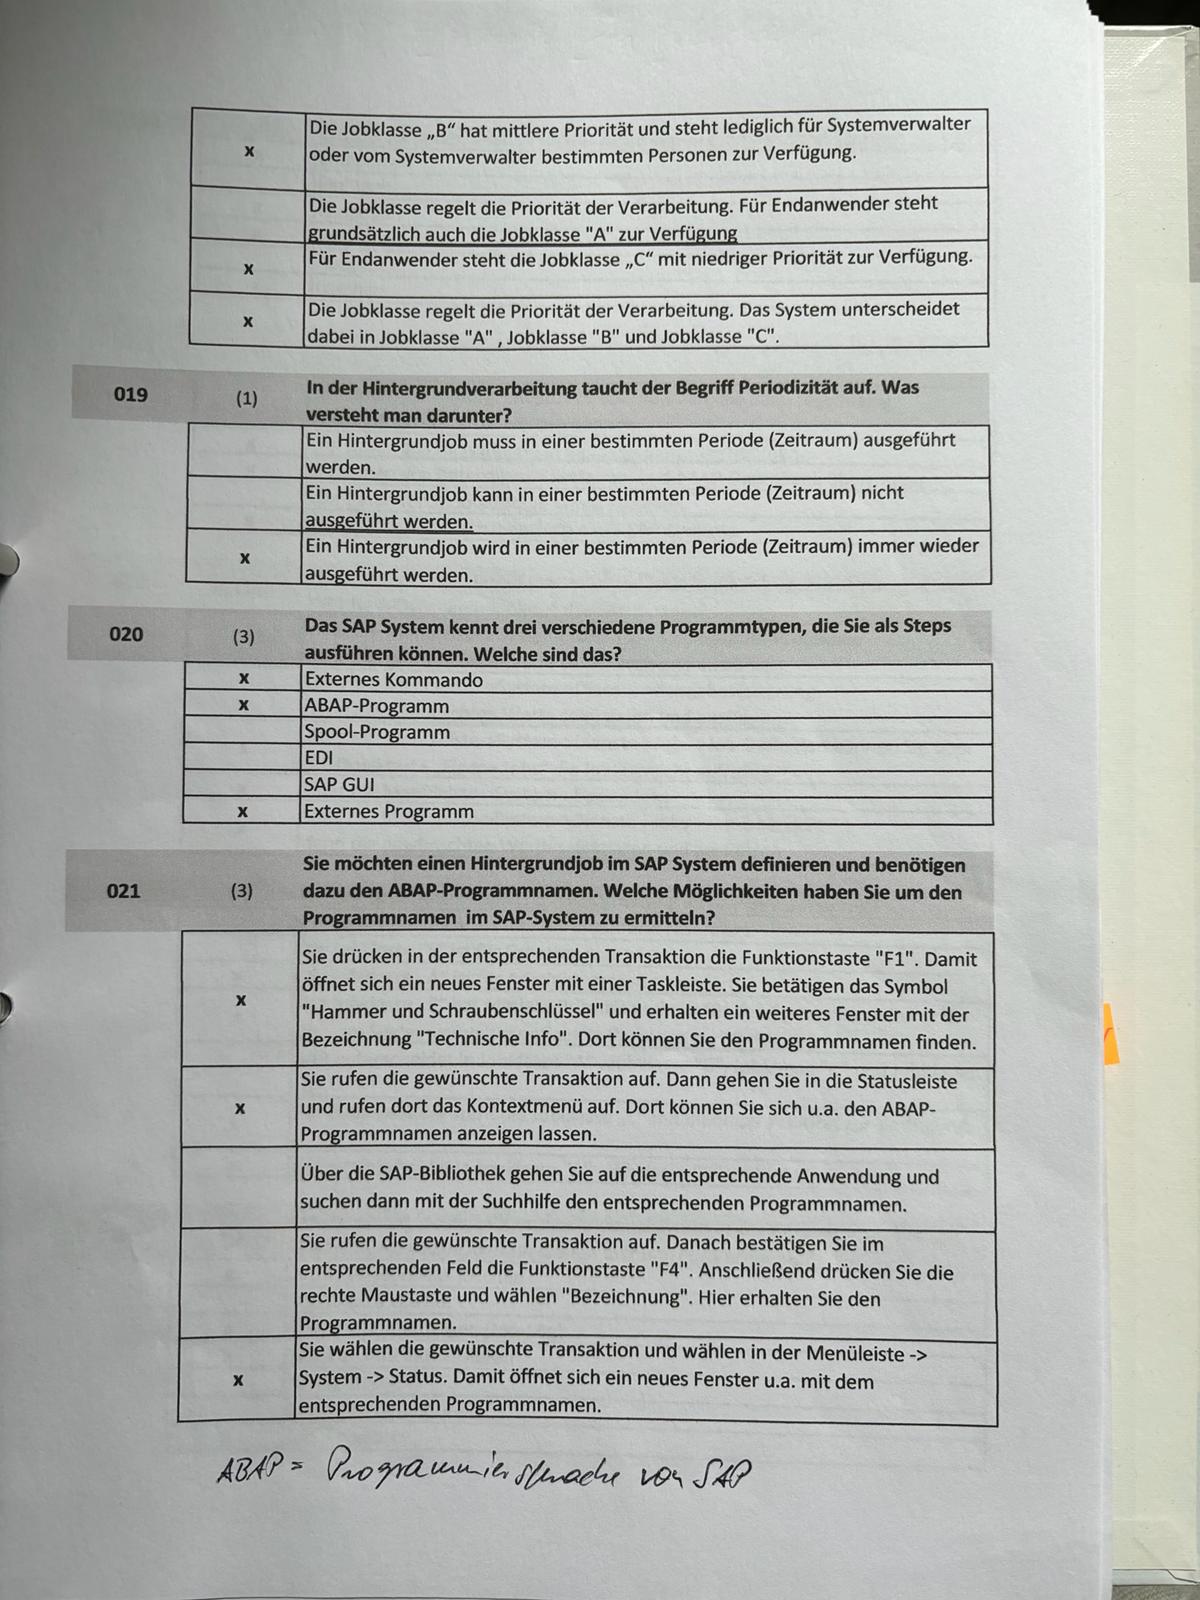 Die Jobklasse „B“ hat mittlere Priorität und steht lediglich für Systemverwalter
x
oder vom Systemverwalter bestimmten Personen zur Verfügung.
Die Jobklasse regelt die Priorität der Verarbeitung. Für Endanwender steht
grundsätzlich auch die Jobklasse "A" zur Verfügung
x Für Endanwender steht die Jobklasse „C“ mit niedriger Priorität zur Verfügung.
Die Jobklasse regelt die Priorität der Verarbeitung. Das System unterscheidet
x
dabei in Jobklasse "A" , Jobklasse "B" und Jobklasse "C".
019 (1) In der Hintergrundverarbeitung taucht der Begriff Periodizität auf. Was
versteht man darunter?
Ein Hintergrundjob muss in einer bestimmten Periode (Zeitraum) ausgeführt
werden.
Ein Hintergrundjob kann in einer bestimmten Periode (Zeitraum) nicht
ausgeführt werden.
x Ein Hintergrundjob wird in einer bestimmten Periode (Zeitraum) immer wieder
ausgeführt werden.
020 (3) Das SAP System kennt drei verschiedene Programmtypen, die Sie als Steps
ausführen können. Welche sind das?
x Externes Kommando
x ABAP-Programm
Spool-Programm
EDI
SAP GUI
x Externes Programm
Sie möchten einen Hintergrundjob im SAP System definieren und benötigen
021 (3) dazu den ABAP-Programmnamen. Welche Möglichkeiten haben Sie um den
Programmnamen im SAP-System zu ermitteln?
Sie drücken in der entsprechenden Transaktion die Funktionstaste "F1". Damit
öffnet sich ein neues Fenster mit einer Taskleiste. Sie betätigen das Symbol
x "Hammer und Schraubenschlüssel" und erhalten ein weiteres Fenster mit der
Bezeichnung "Technische Info". Dort können Sie den Programmnamen finden.
Sie rufen die gewünschte Transaktion auf. Dann gehen Sie in die Statusleiste
x und rufen dort das Kontextmenü auf. Dort können Sie sich u.a. den ABAP-
Programmnamen anzeigen lassen.
Über die SAP-Bibliothek gehen Sie auf die entsprechende Anwendung und
suchen dann mit der Suchhilfe den entsprechenden Programmnamen.
Sie rufen die gewünschte Transaktion auf. Danach bestätigen Sie im
entsprechenden Feld die Funktionstaste "F4". Anschließend drücken Sie die
rechte Maustaste und wählen "Bezeichnung". Hier erhalten Sie den
Programmnamen.
Sie wählen die gewünschte Transaktion und wählen in der Menüleiste ->
x System -> Status. Damit öffnet sich ein neues Fenster u.a. mit dem
entsprechenden Programmnamen.
ABAP = Programmiersprache von SAP